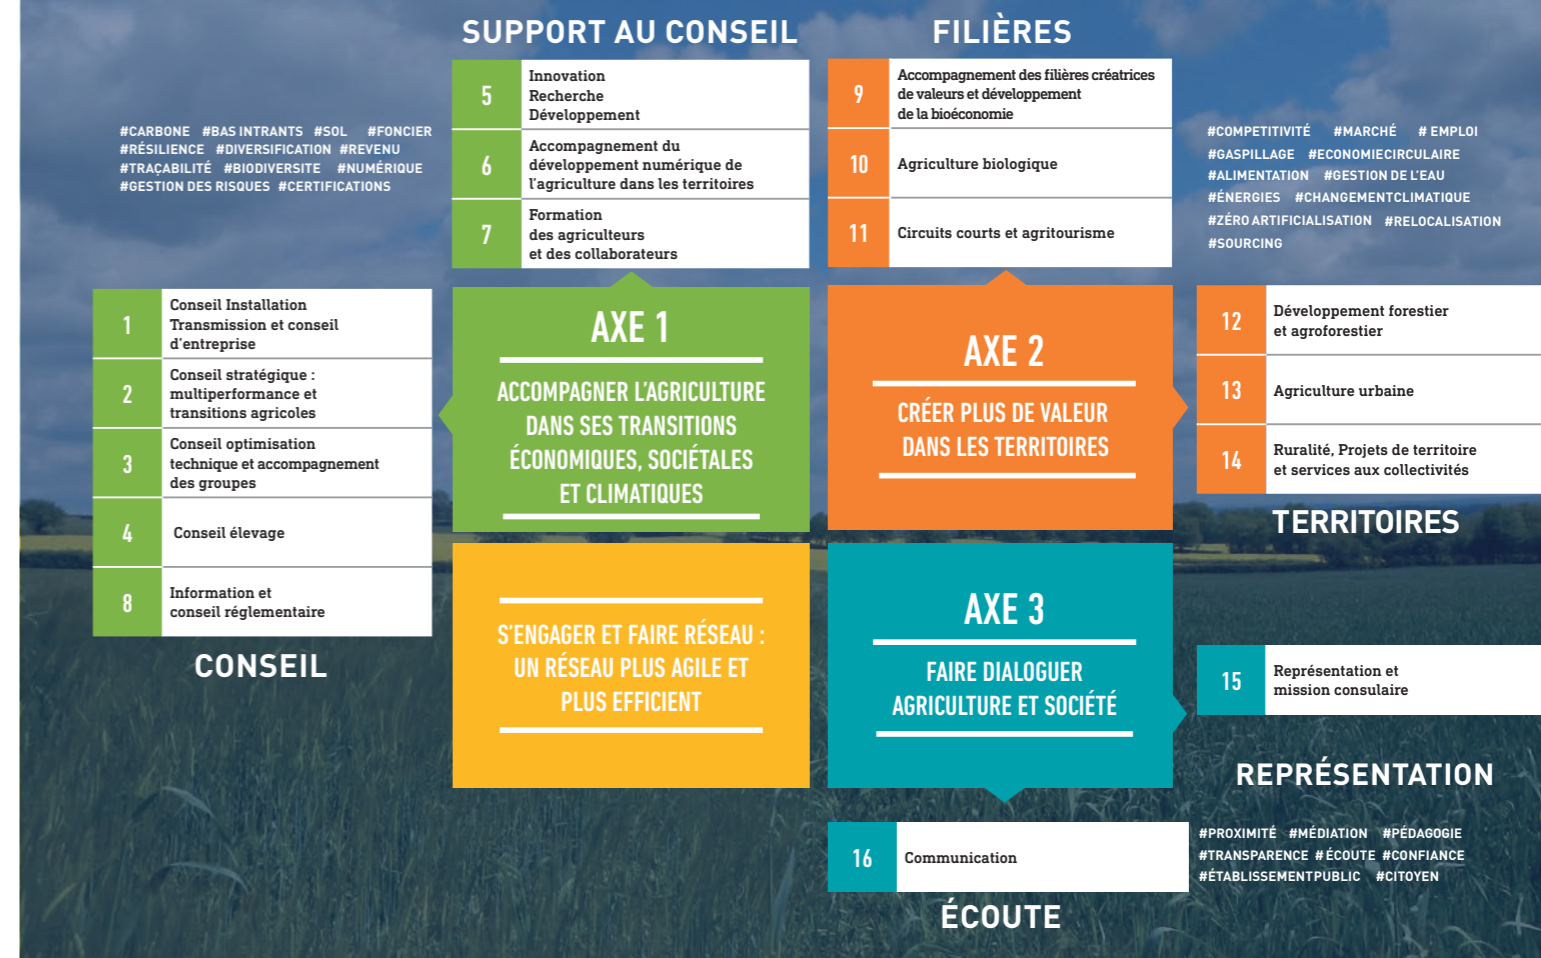 SUPPORT AU CONSEIL
5
Innovation
Recherche
Développement
6
Accompagnement du
développement numérique de
l'agriculture dans les territoires
7
Formation
des agriculteurs
et des collaborateurs
FILIÈRES
9
Accompagnement des filières créatrices
de valeurs et développement
de la bioéconomie
10
Agriculture biologique
11
Circuits courts et agritourisme
#CARBONE #BAS INTRANTS #SOL #FONCIER
#RÉSILIENCE #DIVERSIFICATION #REVENU
#TRAÇABILITÉ #BIODIVERSITE #NUMÉRIQUE
#GESTION DES RISQUES #CERTIFICATIONS
#COMPETITIVITÉ #MARCHÉ # EMPLOI
#GASPILLAGE #ECONOMIECIRCULAIRE
#ALIMENTATION #GESTION DE L'EAU
#ÉNERGIES #CHANGEMENTCLIMATIQUE
#ZÉRO ARTIFICIALISATION #RELOCALISATION
#SOURCING
1
Conseil Installation
Transmission et conseil
d'entreprise
2
Conseil stratégique :
multiperformance et
transitions agricoles
3
Conseil optimisation
technique et accompagnement
des groupes
4
Conseil élevage
8
Information et
conseil réglementaire
CONSEIL
AXE 1
ACCOMPAGNER L'AGRICULTURE
DANS SES TRANSITIONS
ÉCONOMIQUES, SOCIÉTALES
ET CLIMATIQUES
AXE 2
CRÉER PLUS DE VALEUR
DANS LES TERRITOIRES
12
Développement forestier
et agroforestier
13
Agriculture urbaine
14
Ruralité, Projets de territoire
et services aux collectivités
TERRITOIRES
S'ENGAGER ET FAIRE RÉSEAU :
UN RÉSEAU PLUS AGILE ET
PLUS EFFICIENT
AXE 3
FAIRE DIALOGUER
AGRICULTURE ET SOCIÉTÉ
15
Représentation et
mission consulaire
REPRÉSENTATION
#PROXIMITÉ #MÉDIATION #PÉDAGOGIE
#TRANSPARENCE # ÉCOUTE #CONFIANCE
#ÉTABLISSEMENTPUBLIC #CITOYEN
16
Communication
ÉCOUTE